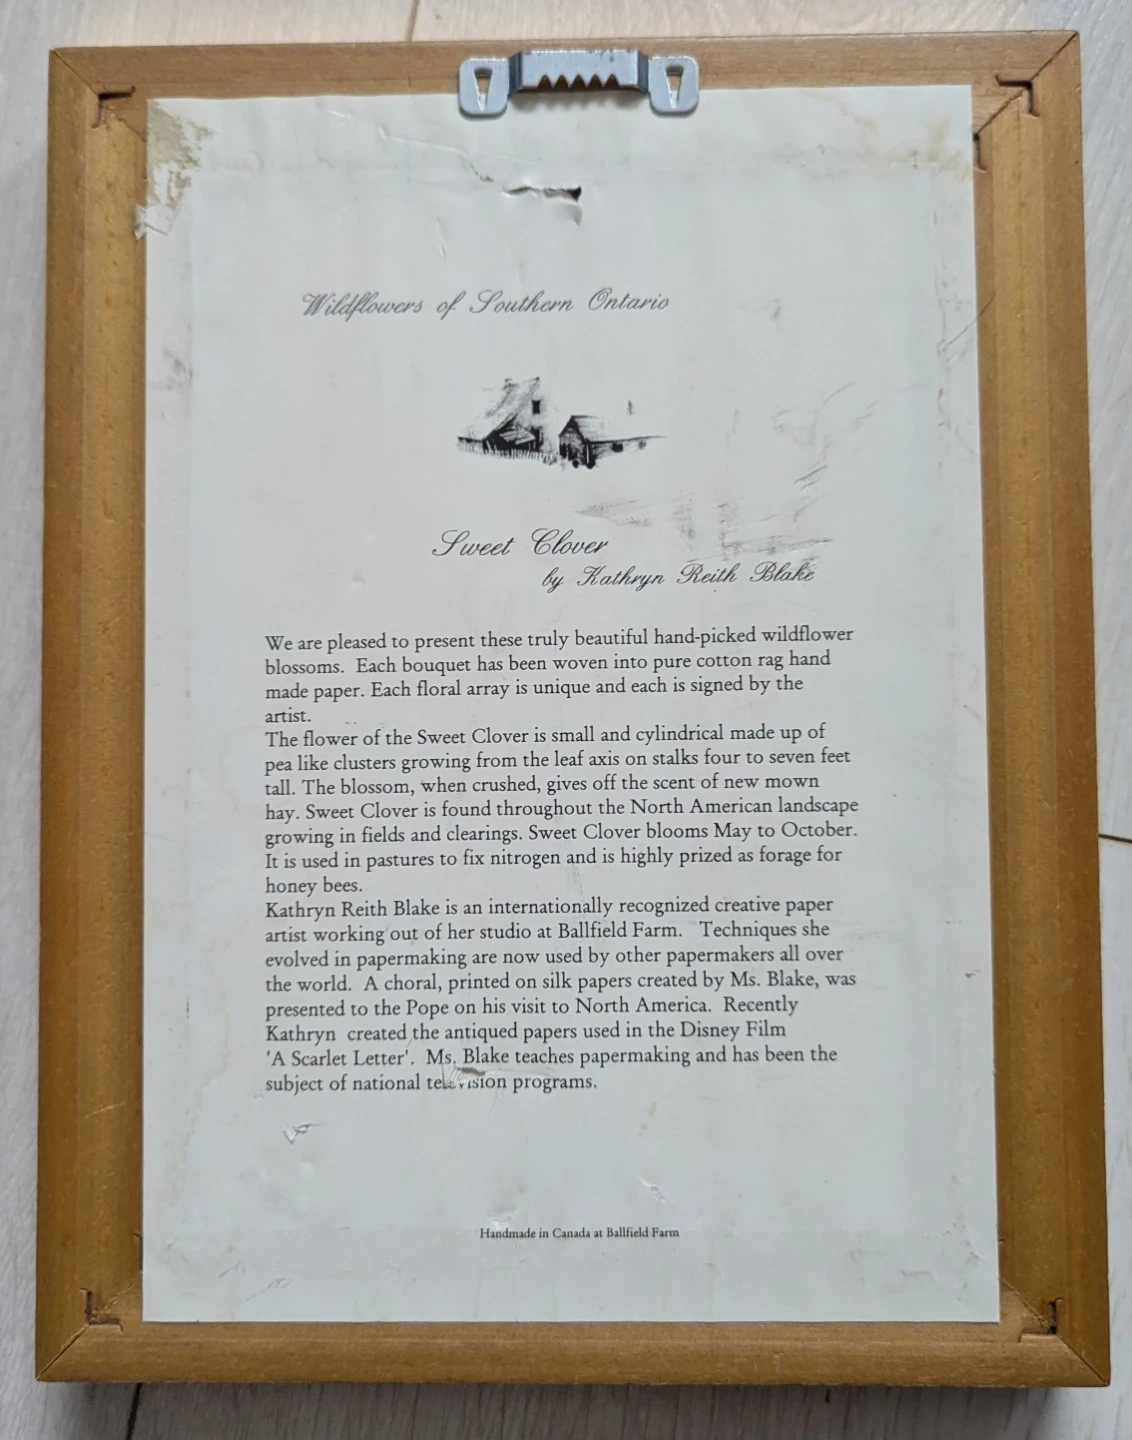 Wildflowers of Southern Ontario
Sweet Clover
by Kathryn Reith Blake
We are pleased to present these truly beautiful hand-picked wildflower
blossoms. Each bouquet has been woven into pure cotton rag hand
made paper. Each floral array is unique and each is signed by the
artist.
The flower of the Sweet Clover is small and cylindrical made up of
pea like clusters growing from the leaf axis on stalks four to seven feet
tall. The blossom, when crushed, gives off the scent of new mown
hay. Sweet Clover is found throughout the North American landscape
growing in fields and clearings. Sweet Clover blooms May to October.
It is used in pastures to fix nitrogen and is highly prized as forage for
honey bees.
Kathryn Reith Blake is an internationally recognized creative paper
artist working out of her studio at Ballfield Farm. Techniques she
evolved in papermaking are now used by other papermakers all over
the world. A choral, printed on silk papers created by Ms. Blake, was
presented to the Pope on his visit to North America. Recently
Kathryn created the antiqued papers used in the Disney Film
'A Scarlet Letter'. Ms. Blake teaches papermaking and has been the
subject of national television programs.
Handmade in Canada at Ballfield Farm